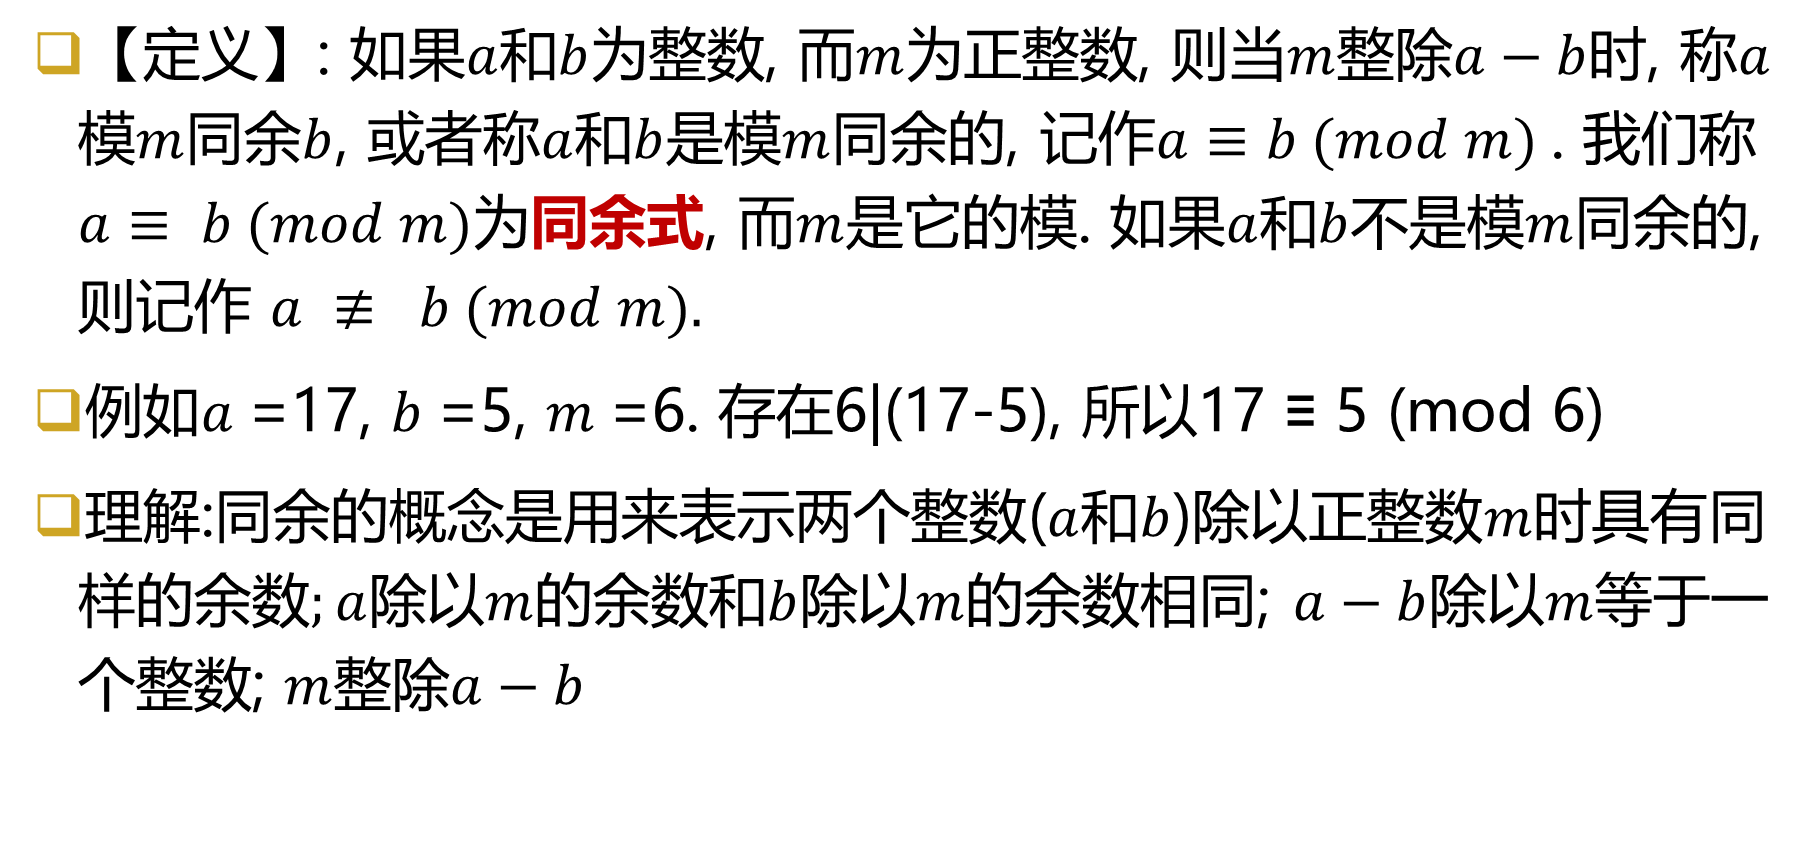 ❑【定义】: 如果a和b为整数, 而m为正整数, 则当m整除a − b时, 称a
模m同余b, 或者称a和b是模m同余的, 记作a ≡ b (mod m) . 我们称
a ≡ b (mod m)为同余式, 而m是它的模. 如果a和b不是模m同余的,
则记作 a ≢ b (mod m).
❑例如a =17, b =5, m =6. 存在6|(17-5), 所以17 ≡ 5 (mod 6)
❑理解:同余的概念是用来表示两个整数(a和b)除以正整数m时具有同
样的余数; a除以m的余数和b除以m的余数相同; a − b除以m等于一
个整数; m整除a − b